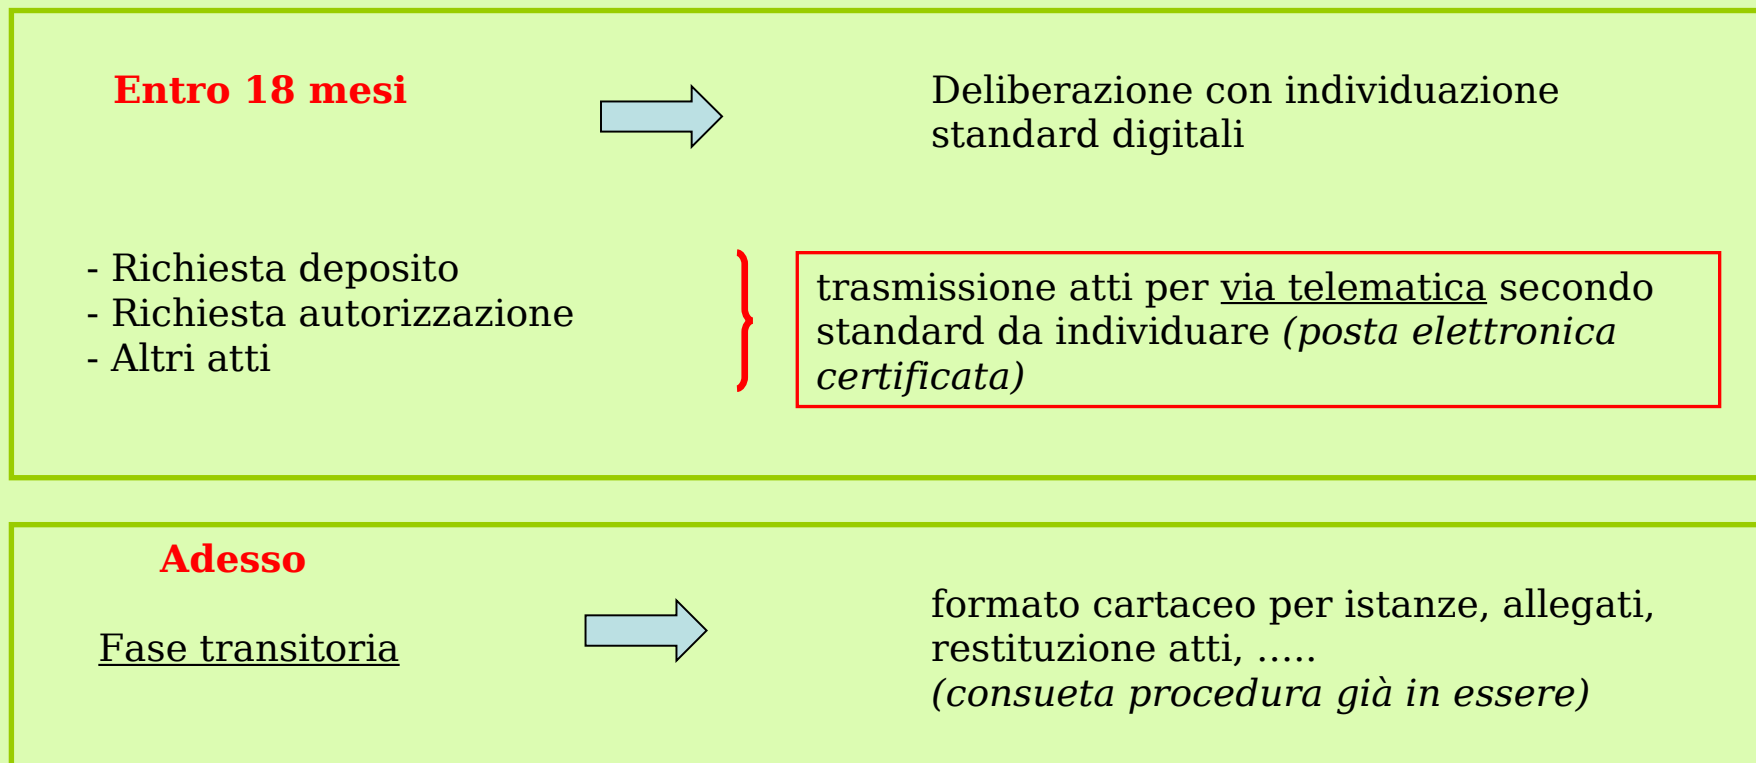 Entro 18 mesi
Deliberazione con individuazione
standard digitali
- Richiesta deposito
- Richiesta autorizzazione
- Altri atti
trasmissione atti per via telematica secondo
standard da individuare (posta elettronica
certificata)
Adesso
Fase transitoria
formato cartaceo per istanze, allegati,
restituzione atti, .....
(consueta procedura già in essere)